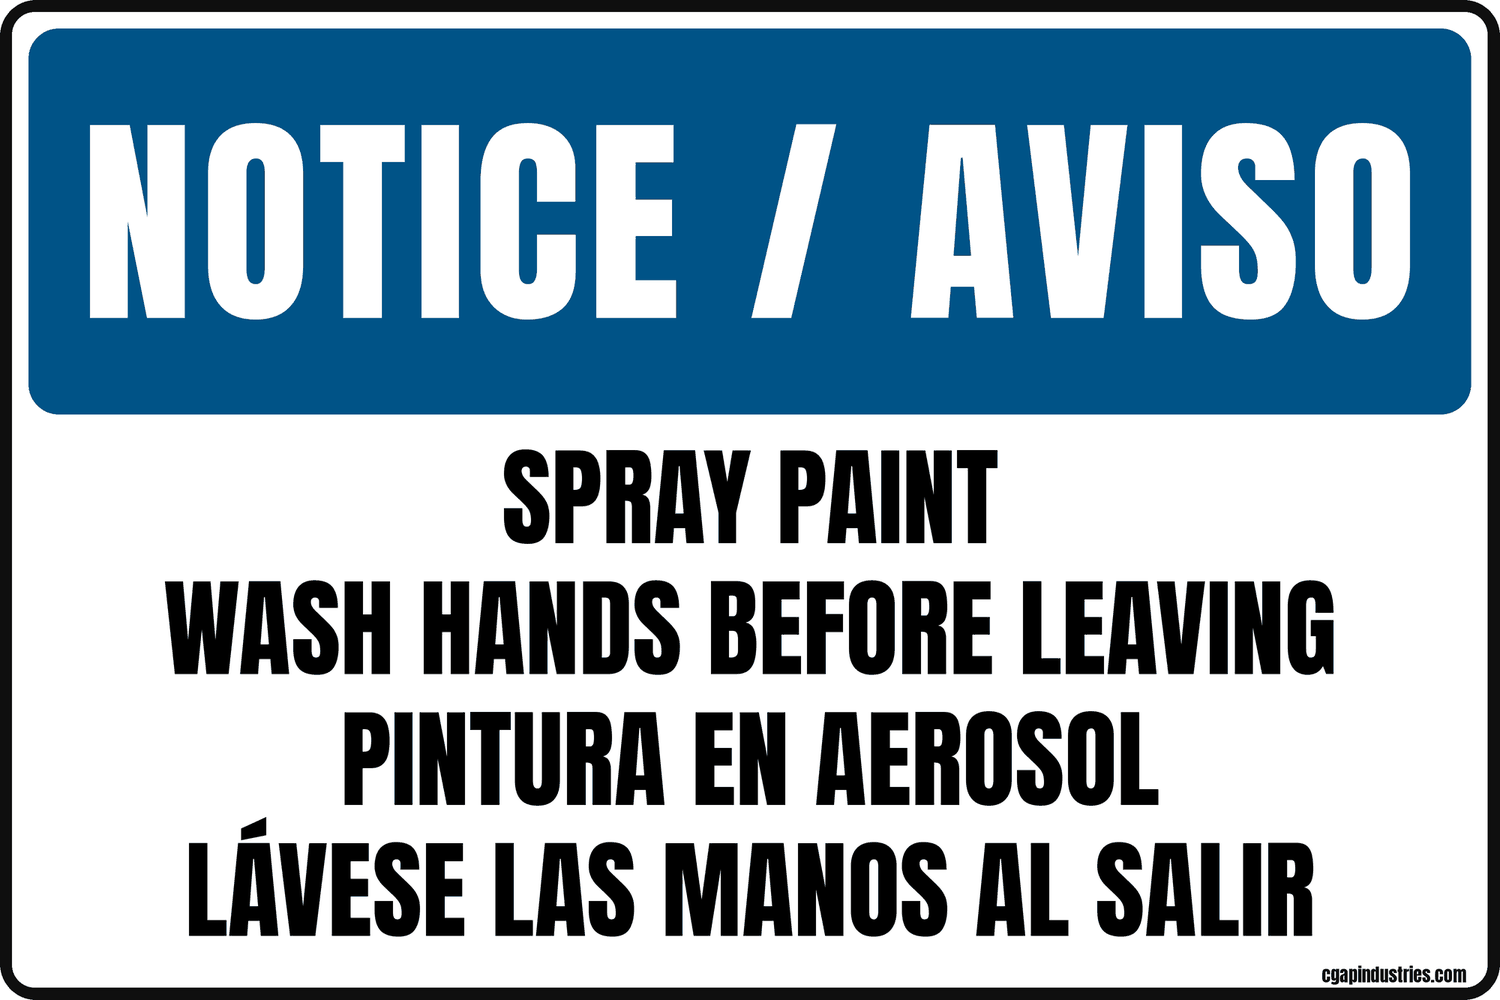 NOTICE / AVISO
SPRAY PAINT
WASH HANDS BEFORE LEAVING
PINTURA EN AEROSOL
LÁVESE LAS MANOS AL SALIR
cgapindustries.com